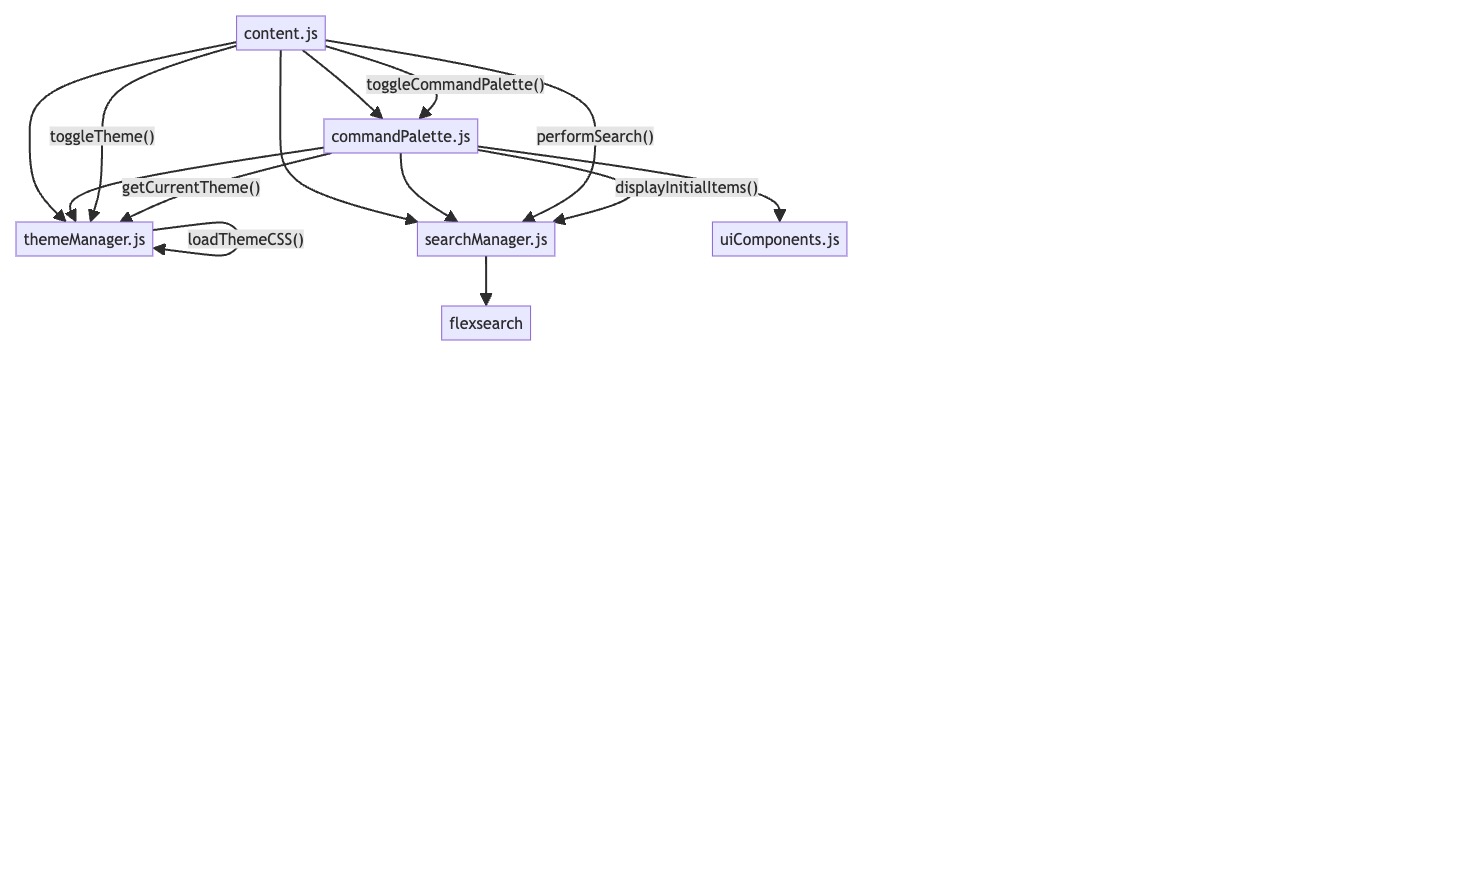 content.js
toggleCommandPalette()
toggleTheme()
commandPalette.js
performSearch()
getCurrentTheme()
displayInitialItems()
themeManager.js
loadThemeCSS()
searchManager.js
uiComponents.js
flexsearch